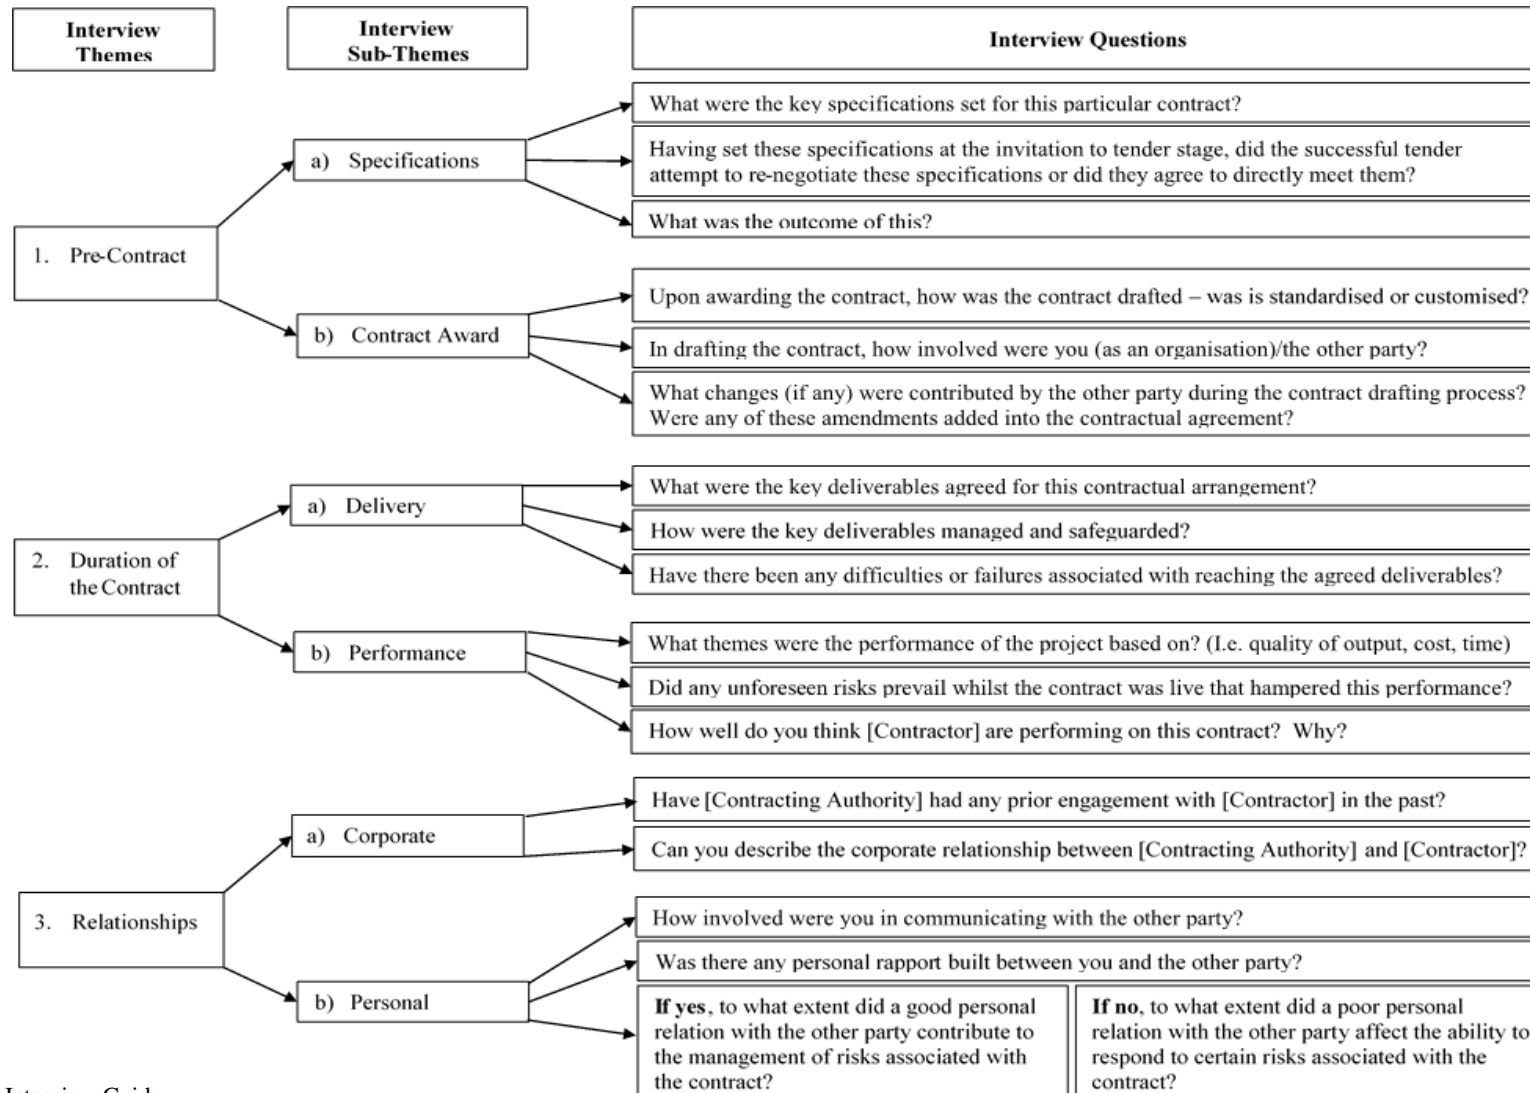 Interview
Themes
Interview
Sub-Themes
Interview Questions
1. Pre-Contract
a) Specifications
What were the key specifications set for this particular contract?
Having set these specifications at the invitation to tender stage, did the successful tender
attempt to re-negotiate these specifications or did they agree to directly meet them?
What was the outcome of this?
b) Contract Award
Upon awarding the contract, how was the contract drafted – was is standardised or customised?
In drafting the contract, how involved were you (as an organisation)/the other party?
What changes (if any) were contributed by the other party during the contract drafting process?
Were any of these amendments added into the contractual agreement?
2. Duration of
the Contract
a) Delivery
What were the key deliverables agreed for this contractual arrangement?
How were the key deliverables managed and safeguarded?
Have there been any difficulties or failures associated with reaching the agreed deliverables?
b) Performance
What themes were the performance of the project based on? (I.e. quality of output, cost, time)
Did any unforeseen risks prevail whilst the contract was live that hampered this performance?
How well do you think [Contractor] are performing on this contract? Why?
3. Relationships
a) Corporate
Have [Contracting Authority] had any prior engagement with [Contractor] in the past?
Can you describe the corporate relationship between [Contracting Authority] and [Contractor]?
b) Personal
How involved were you in communicating with the other party?
Was there any personal rapport built between you and the other party?
If yes, to what extent did a good personal
relation with the other party contribute to
the management of risks associated with
the contract?
If no, to what extent did a poor personal
relation with the other party affect the ability to
respond to certain risks associated with the
contract?
Interview Guide